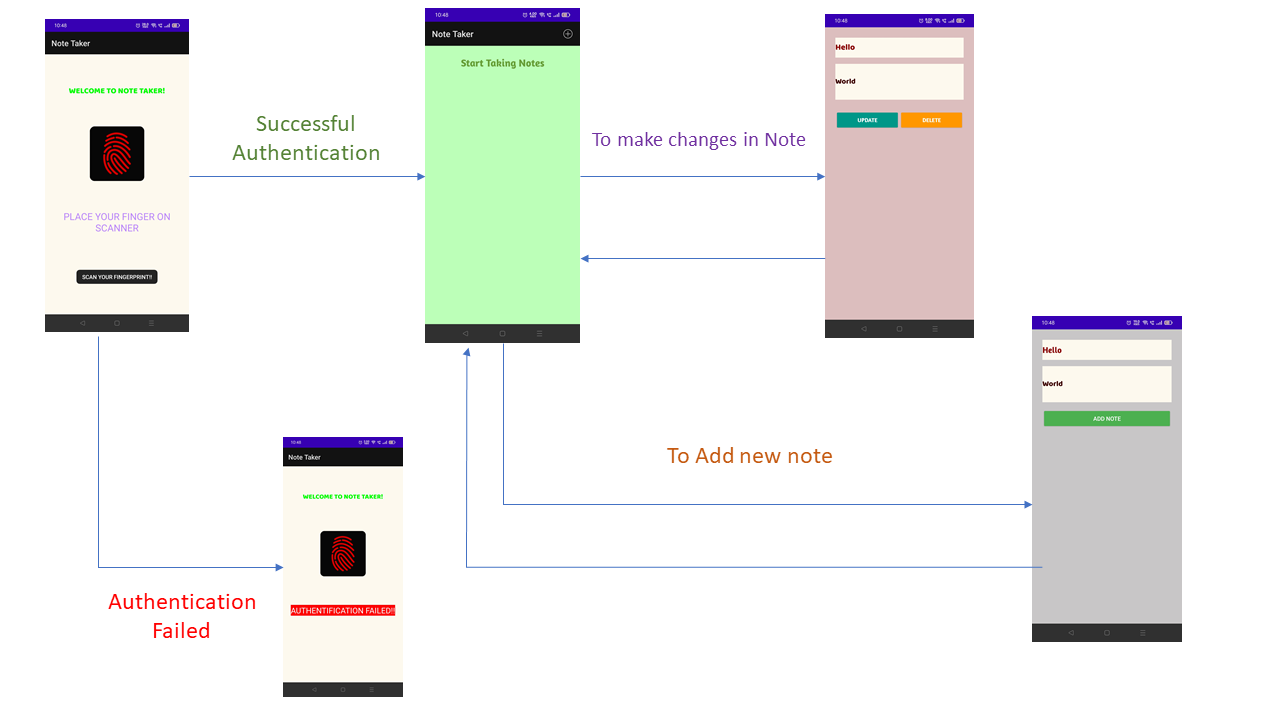 10:48
Note Taker
WELCOME TO NOTE TAKER!
PLACE YOUR FINGER ON
SCANNER
SCAN YOUR FINGERPRINT!!
Successful
Authentication
10:48
Note Taker
Start Taking Notes
To make changes in Note
10:48
Hello
World
UPDATE
DELETE
10:48
Hello
World
ADD NOTE
To Add new note
Authentication
Failed
10:48
Note Taker
WELCOME TO NOTE TAKER!
AUTHENTIFICATION FAILED!!